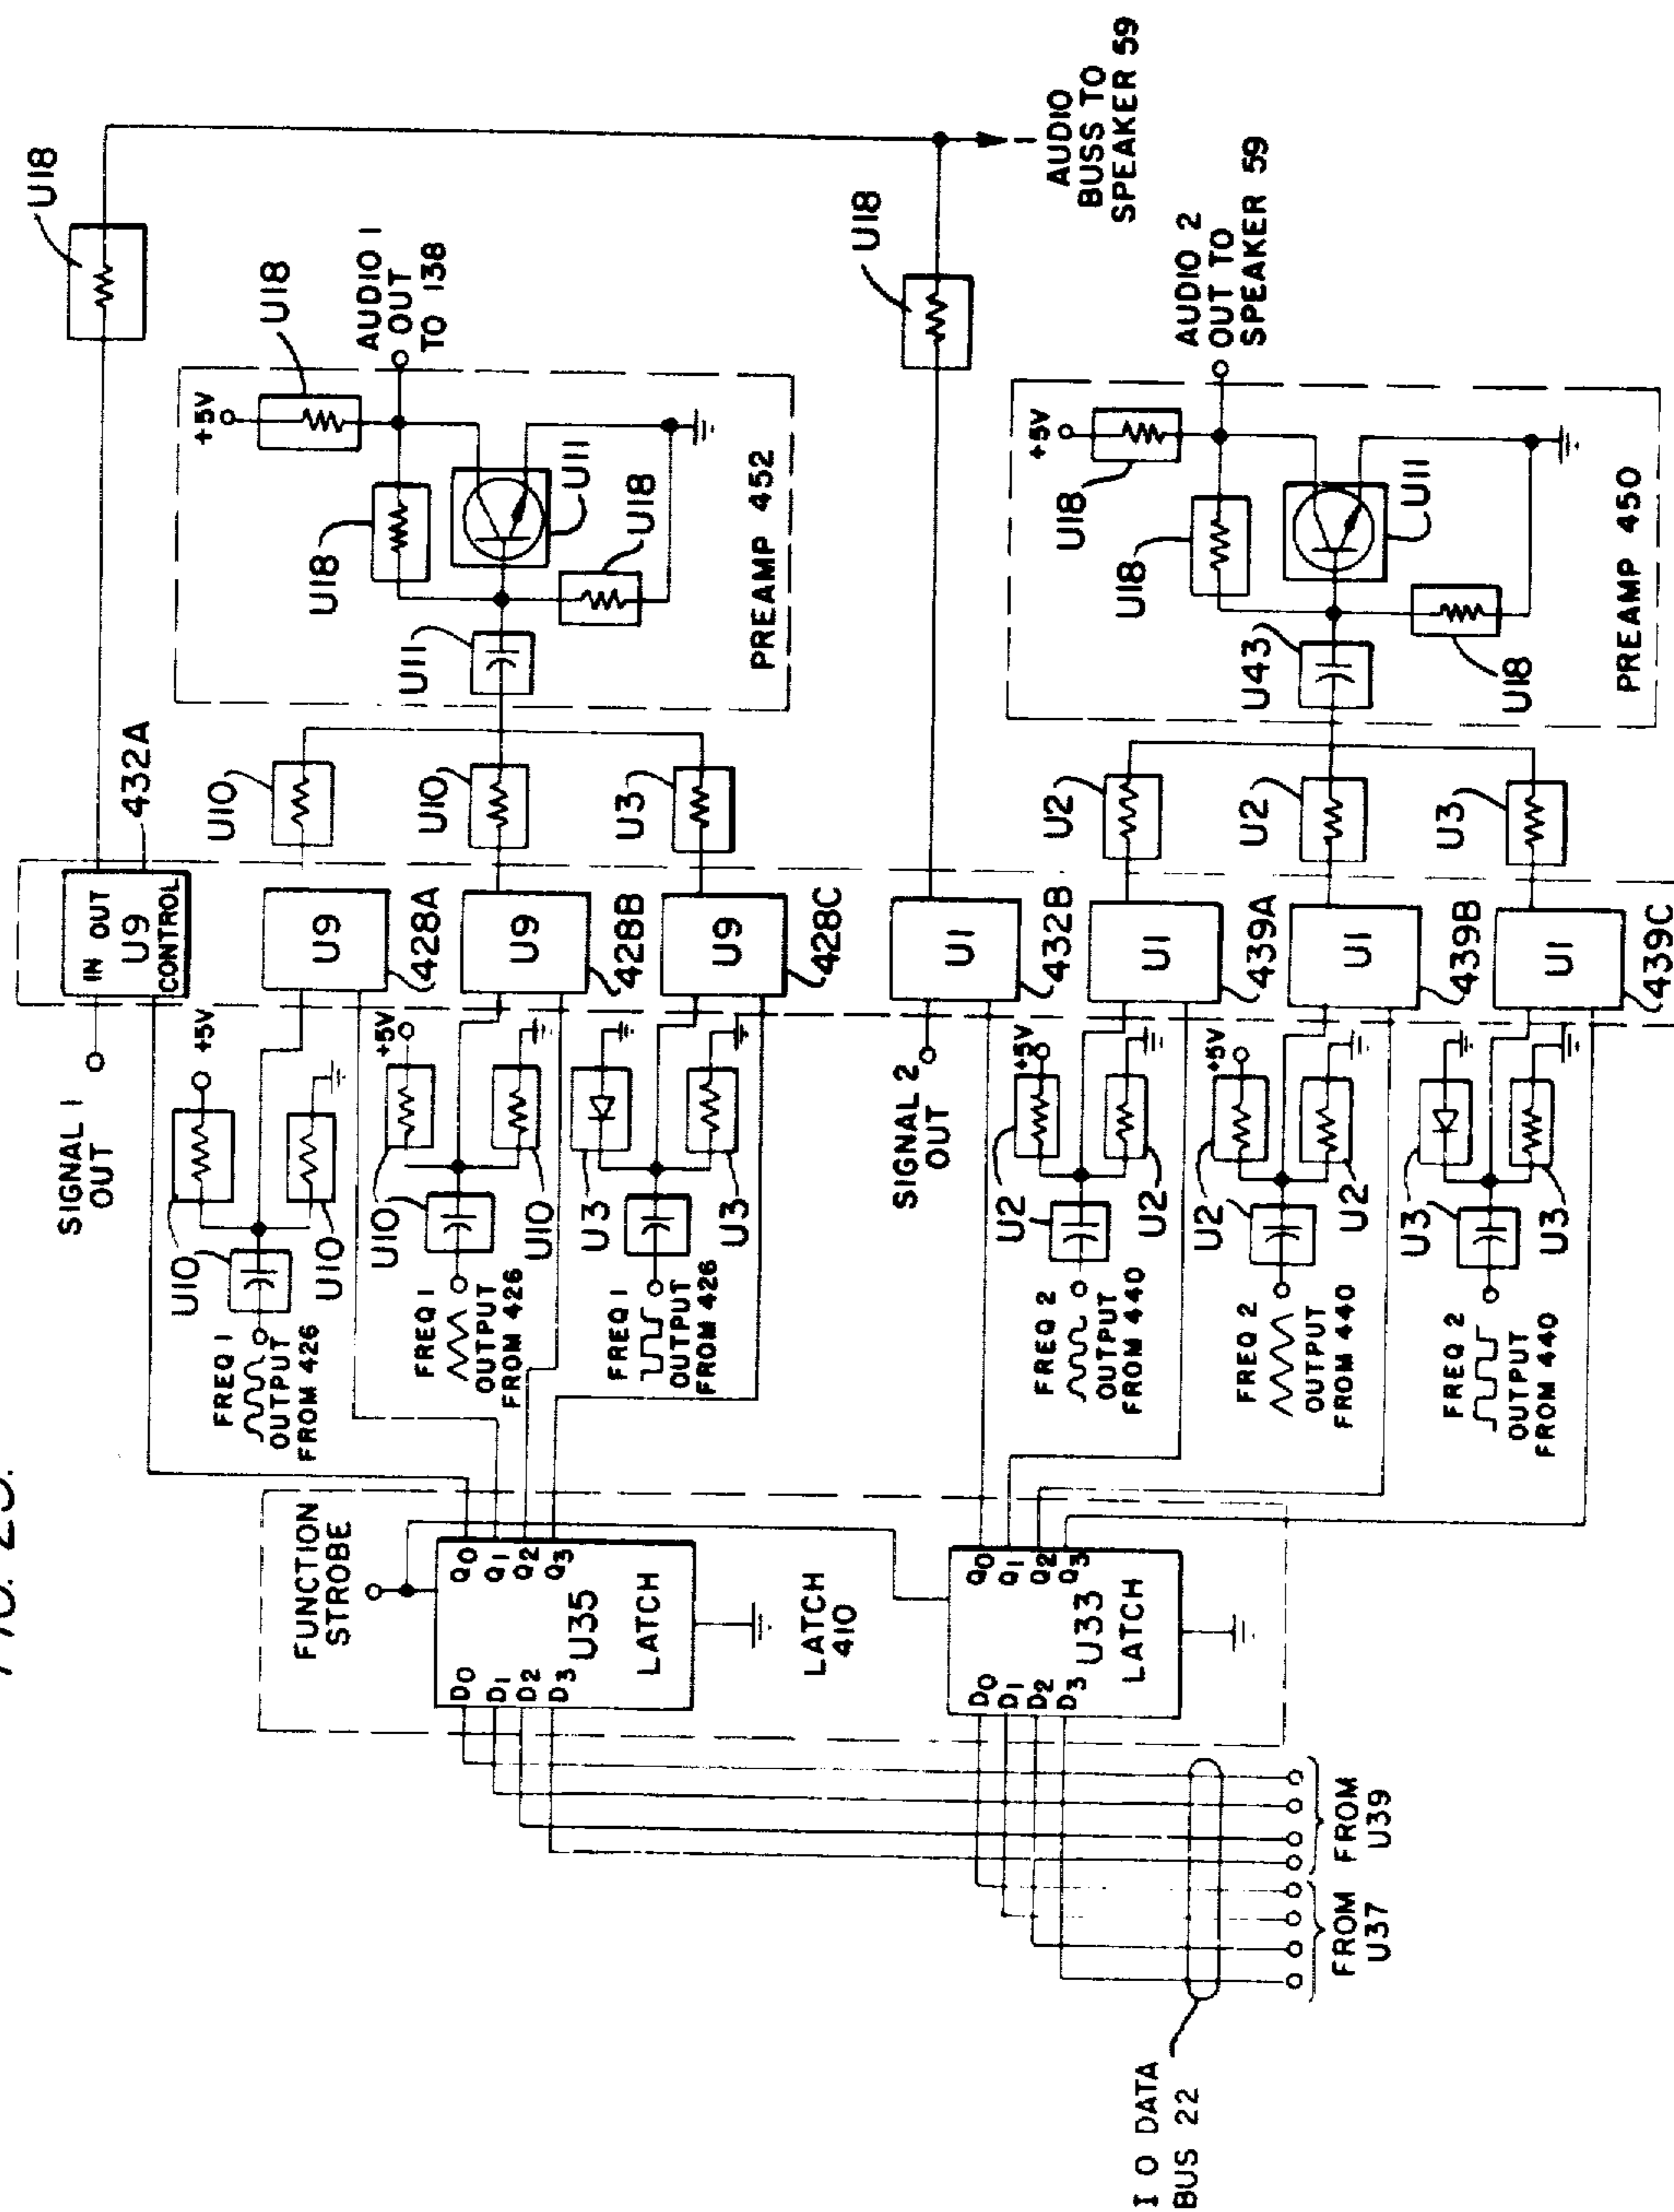 FIG. 23.
U18
432A
SIGNAL 1
OUT
IN OUT
U9
CONTROL
U18
AUDIO 1
OUT
TO 138
+5V
U18
U11
U18
U11
PREAMP 452
U10
U10
U3
U9
428A
U9
428B
U9
428C
+5V
U10
U10
FREQ 1
OUTPUT
FROM 426
+5V
U10
U10
FREQ 1
OUTPUT
FROM 426
U3
U3
FREQ 1
OUTPUT
FROM 426
FUNCTION
STROBE
D0
D1
D2
D3
Q0
Q1
Q2
Q3
U35
LATCH
LATCH
410
D0
D1
D2
D3
Q0
Q1
Q2
Q3
U33
LATCH
U18
AUDIO
BUSS TO
SPEAKER 59
SIGNAL 2
OUT
U1
432B
U1
439A
U1
439B
U1
439C
U2
U2
U3
+5V
U2
U2
FREQ 2
OUTPUT
FROM 440
+5V
U2
U2
FREQ 2
OUTPUT
FROM 440
U3
U3
FREQ 2
OUTPUT
FROM 440
AUDIO 2
OUT TO
SPEAKER 59
+5V
U18
U18
U11
U43
U18
PREAMP 450
FROM
U39
FROM
U37
I O DATA
BUS 22